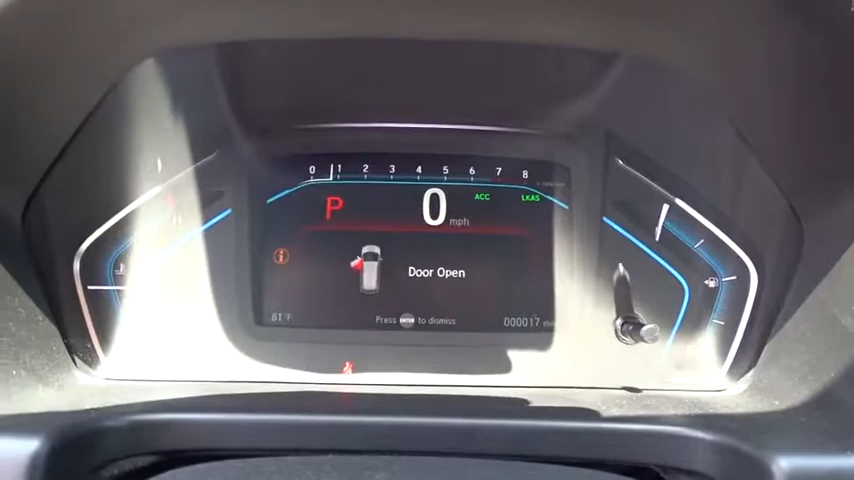 0 1 2 3 4 5 6 7 8
P 0 mph ACC LKAS
i
Door Open
Press ENTER to dismiss
81°F
000017 mi